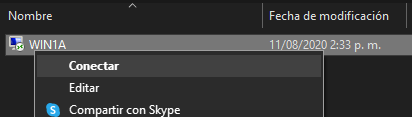 Nombre Fecha de modificación
WIN1A 11/08/2020 2:33 p. m.
Conectar
Editar
Compartir con Skype